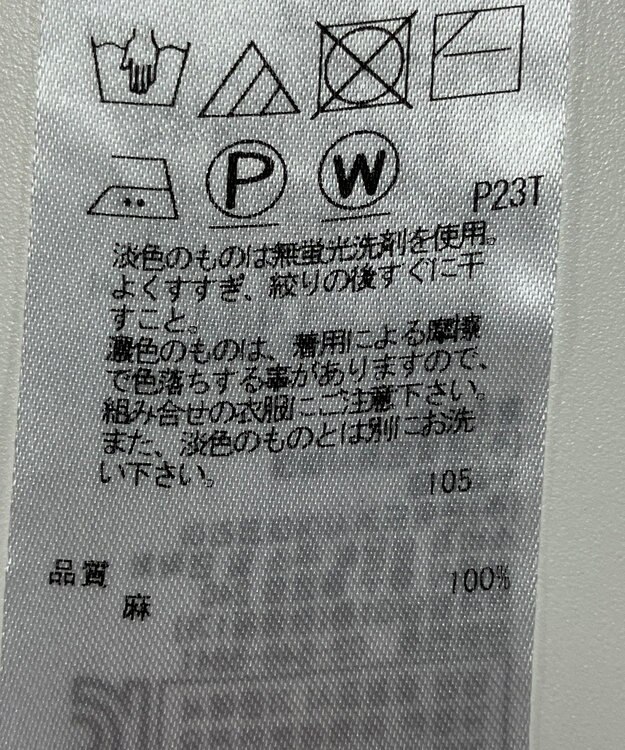 P
W
P23T
淡色のものは無蛍光洗剤を使用。
よくすすぎ、絞りの後すぐに干
すこと。
濃色のものは、着用による摩擦
で色落ちする事がありますので、
組み合せの衣服にご注意下さい。
また、淡色のものとは別にお洗
い下さい。
105
品質
麻 100%